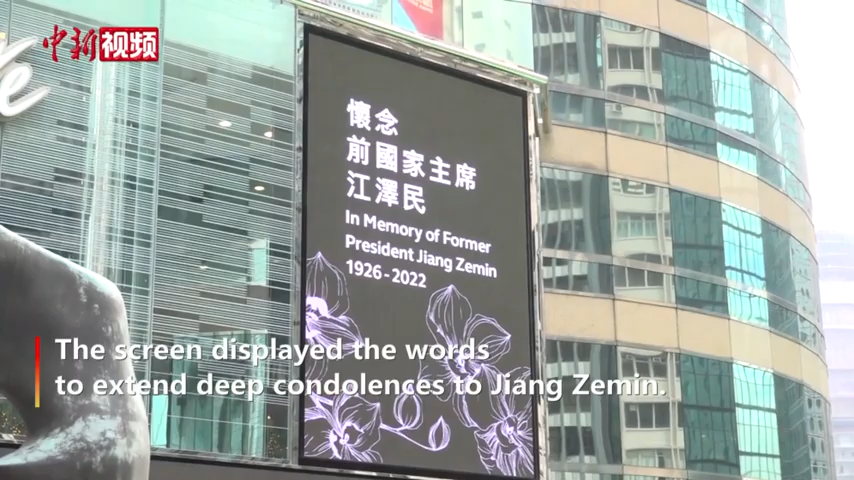 中新视频
懷念
前國家主席
江澤民
In Memory of Former
President Jiang Zemin
1926-2022
The screen displayed the words
to extend deep condolences to Jiang Zemin.